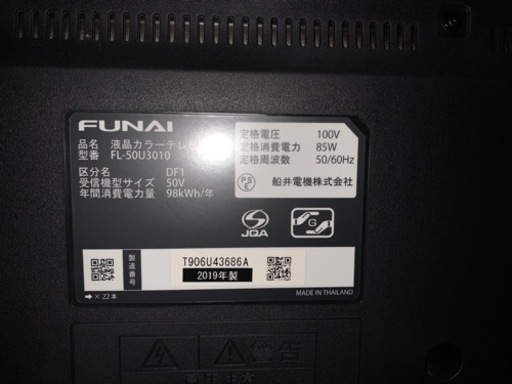 FUNAI
品名 液晶カラーテレビ
型番 FL-50U3010
区分名 DF1
受信機型サイズ 50V
年間消費電力量 98kWh/年
定格電圧 100V
定格消費電力 85W
定格周波数 50/60Hz
PSE 船井電機株式会社
JQA
G
製造番号
T906U43686A
2019年製
➡ × 22本
MADE IN THAILAND
警告